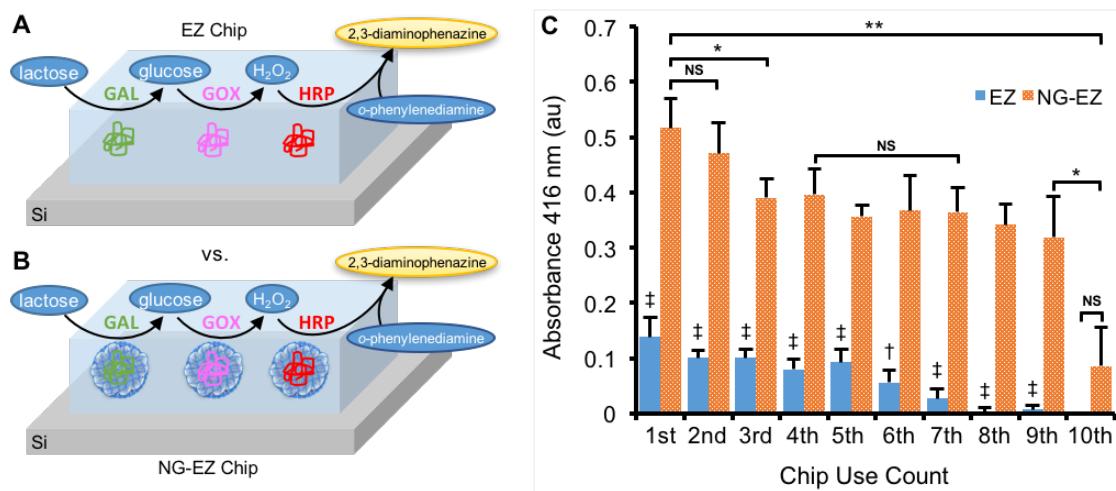 A
EZ Chip
2,3-diaminophenazine
lactose
glucose
H₂O₂
GAL
GOX
HRP
o-phenylenediamine
Si
B
vs.
2,3-diaminophenazine
lactose
glucose
H₂O₂
GAL
GOX
HRP
o-phenylenediamine
Si
NG-EZ Chip
C
0.7
0.6
0.5
0.4
0.3
0.2
0.1
0
Absorbance 416 nm (au)
**
*
NS
EZ NG-EZ
NS
*
NS
‡ ‡ ‡ ‡ ‡ † ‡ ‡ ‡
1st 2nd 3rd 4th 5th 6th 7th 8th 9th 10th
Chip Use Count